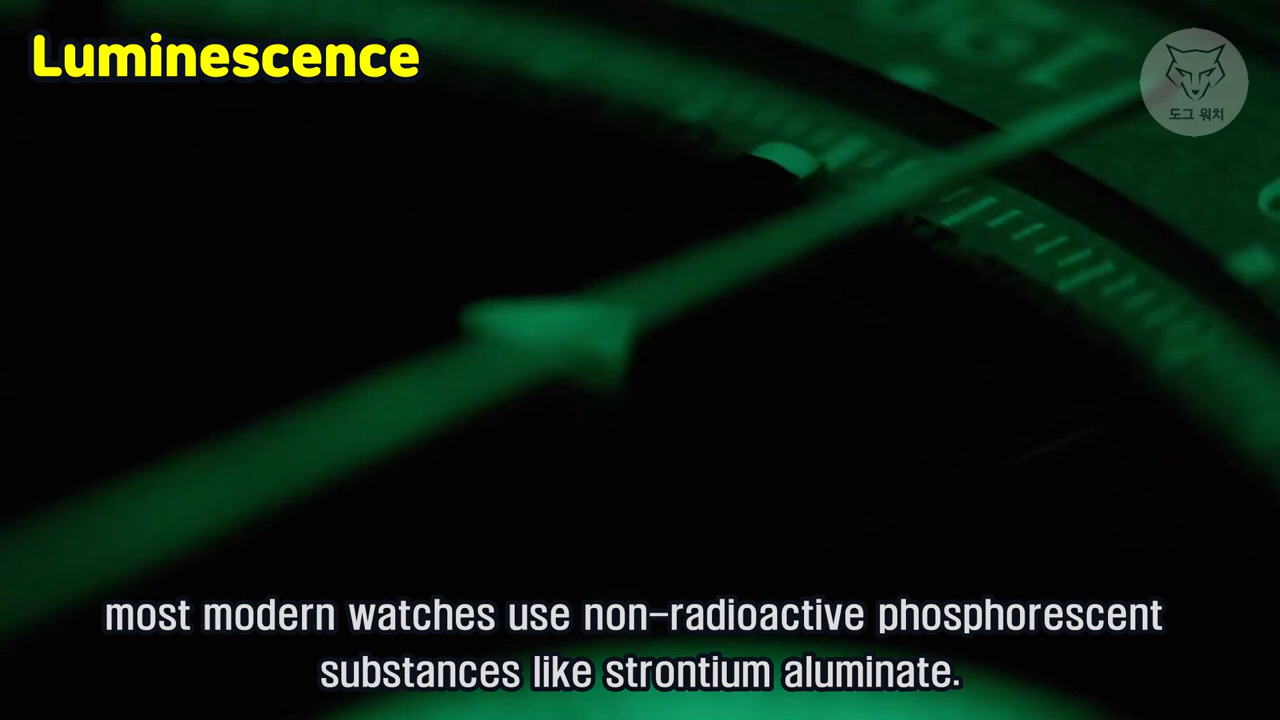 Luminescence
도그 워치
most modern watches use non-radioactive phosphorescent
substances like strontium aluminate.